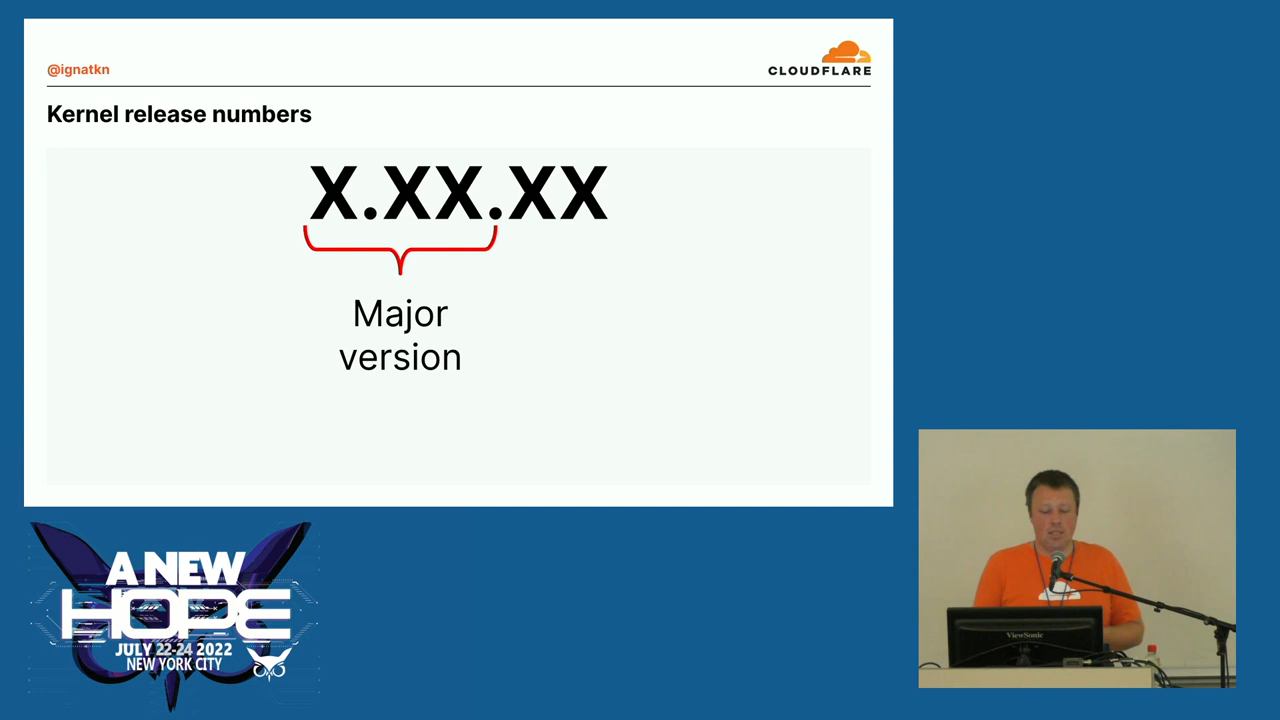 @ignatkn
CLOUDFLARE
Kernel release numbers
X.XX.XX
Major
version
A NEW
HOPE
JULY 22-24 2022
NEW YORK CITY
ViewSonic